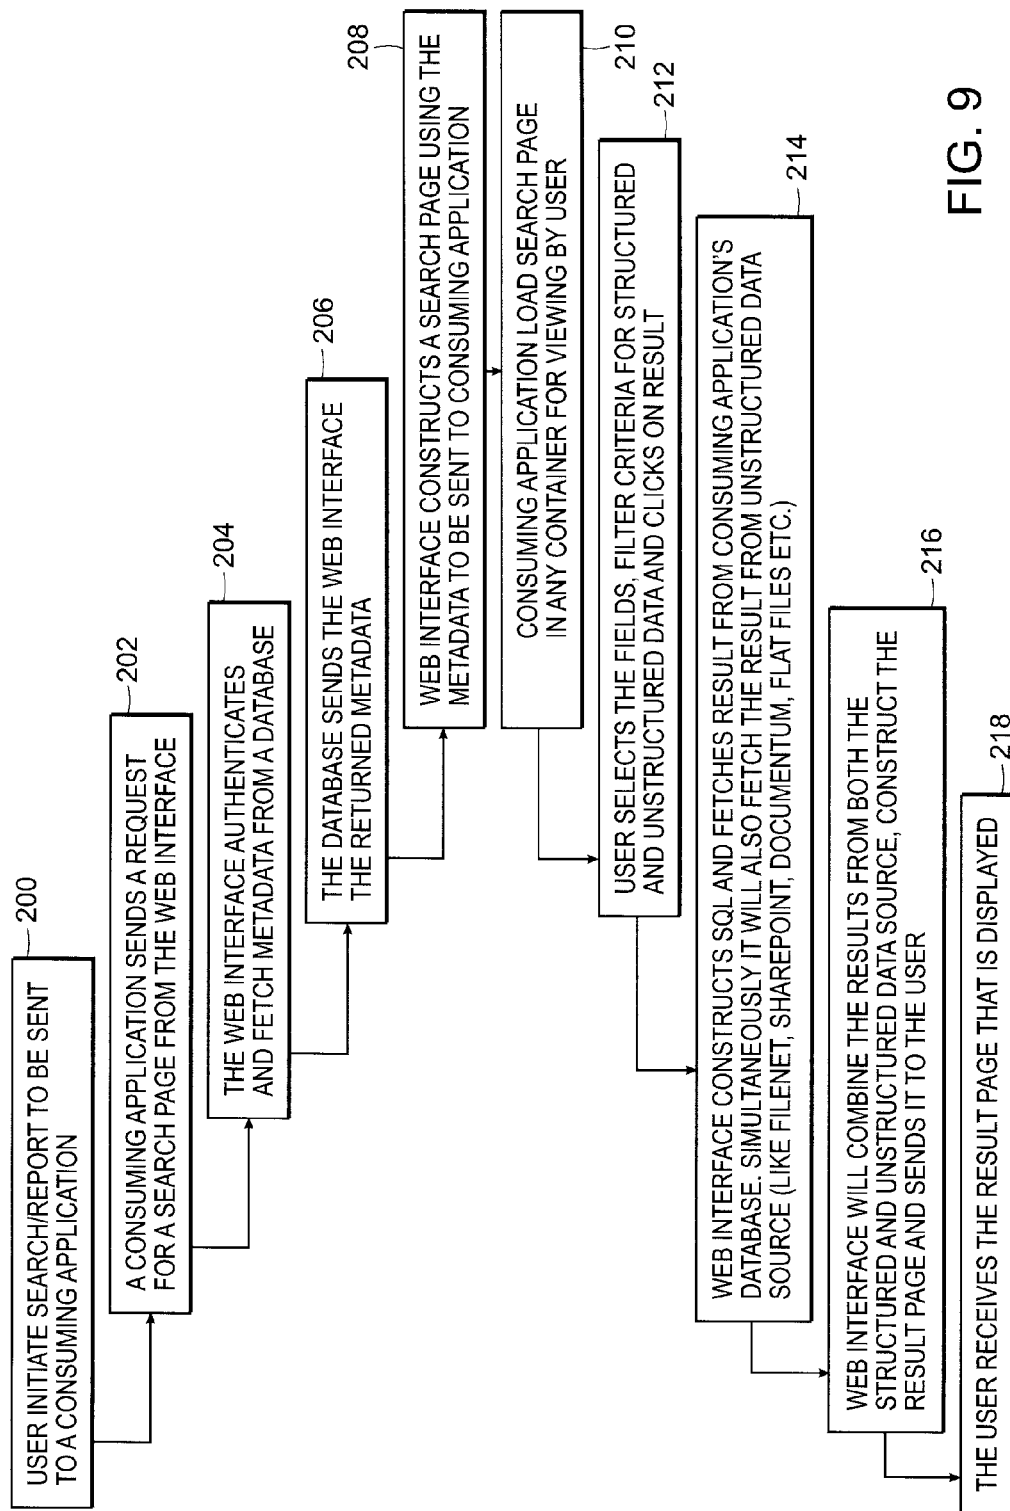 USER INITIATE SEARCH/REPORT TO BE SENT
TO A CONSUMING APPLICATION
200
A CONSUMING APPLICATION SENDS A REQUEST
FOR A SEARCH PAGE FROM THE WEB INTERFACE
202
THE WEB INTERFACE AUTHENTICATES
AND FETCH METADATA FROM A DATABASE
204
THE DATABASE SENDS THE WEB INTERFACE
THE RETURNED METADATA
206
WEB INTERFACE CONSTRUCTS A SEARCH PAGE USING THE
METADATA TO BE SENT TO CONSUMING APPLICATION
208
CONSUMING APPLICATION LOAD SEARCH PAGE
IN ANY CONTAINER FOR VIEWING BY USER
210
USER SELECTS THE FIELDS, FILTER CRITERIA FOR STRUCTURED
AND UNSTRUCTURED DATA AND CLICKS ON RESULT
212
WEB INTERFACE CONSTRUCTS SQL AND FETCHES RESULT FROM CONSUMING APPLICATION'S
DATABASE. SIMULTANEOUSLY IT WILL ALSO FETCH THE RESULT FROM UNSTRUCTURED DATA
SOURCE (LIKE FILENET, SHAREPOINT, DOCUMENTUM, FLAT FILES ETC.)
214
WEB INTERFACE WILL COMBINE THE RESULTS FROM BOTH THE
STRUCTURED AND UNSTRUCTURED DATA SOURCE, CONSTRUCT THE
RESULT PAGE AND SENDS IT TO THE USER
216
THE USER RECEIVES THE RESULT PAGE THAT IS DISPLAYED
218
FIG. 9